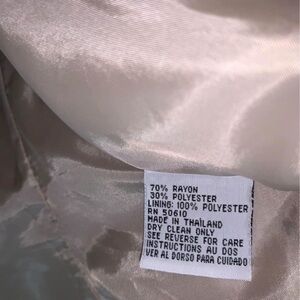 70% RAYON
30% POLYESTER
LINING: 100% POLYESTER
RN 50610
MADE IN THAILAND
DRY CLEAN ONLY
SEE REVERSE FOR CARE
INSTRUCTIONS AU DOS
VER AL DORSO PARA CUIDADO